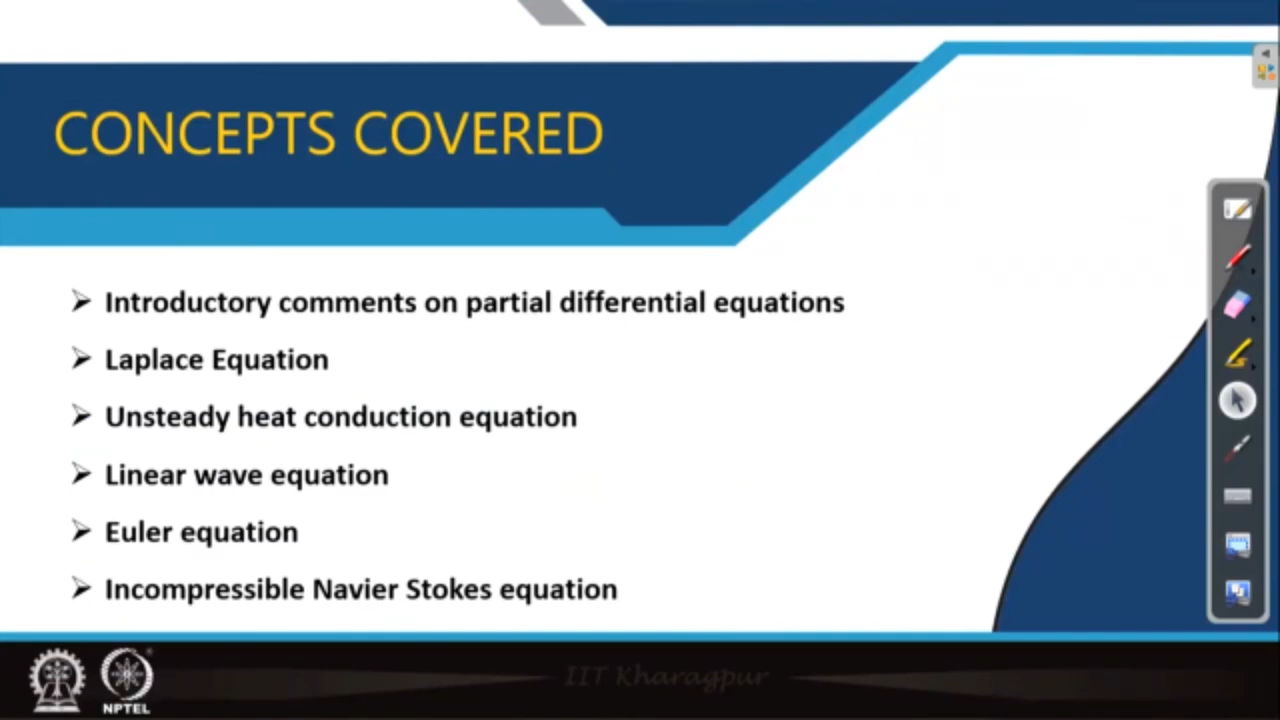 CONCEPTS COVERED
Introductory comments on partial differential equations
Laplace Equation
Unsteady heat conduction equation
Linear wave equation
Euler equation
Incompressible Navier Stokes equation
IIT Kharagpur
NPTEL